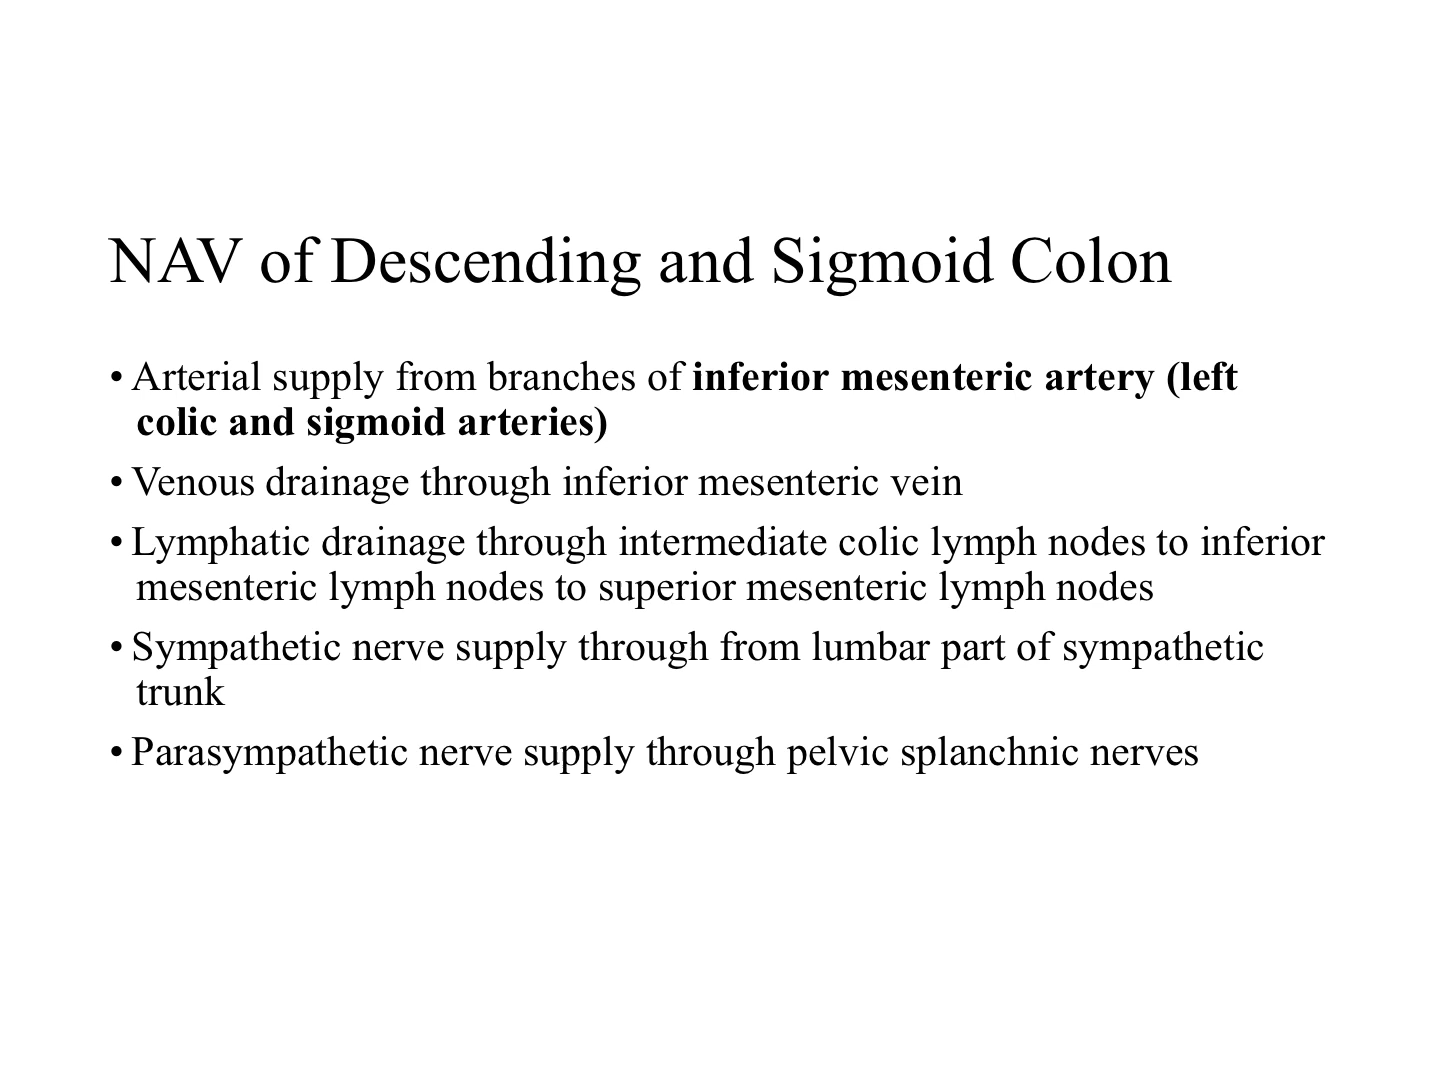 NAV of Descending and Sigmoid Colon
• Arterial supply from branches of inferior mesenteric artery (left
colic and sigmoid arteries)
• Venous drainage through inferior mesenteric vein
• Lymphatic drainage through intermediate colic lymph nodes to inferior
mesenteric lymph nodes to superior mesenteric lymph nodes
• Sympathetic nerve supply through from lumbar part of sympathetic
trunk
• Parasympathetic nerve supply through pelvic splanchnic nerves